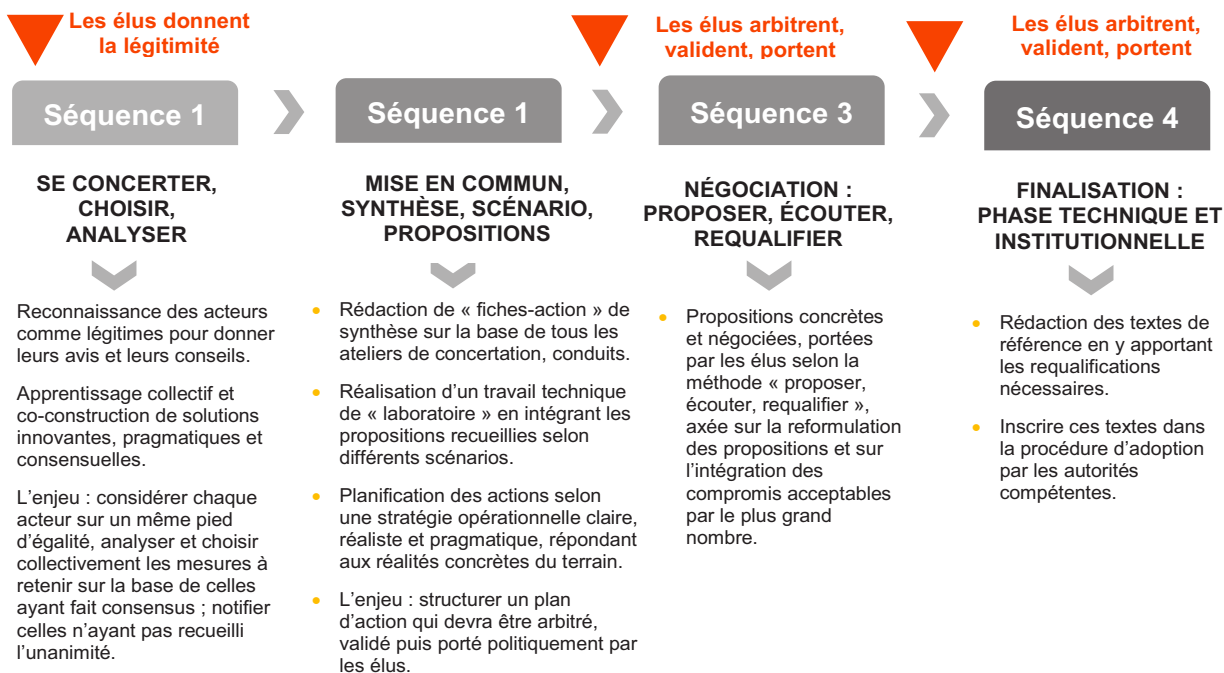 Les élus donnent
la légitimité
Les élus arbitrent,
valident, portent
Les élus arbitrent,
valident, portent
Séquence 1
Séquence 1
Séquence 3
Séquence 4
SE CONCERTER,
CHOISIR,
ANALYSER
Reconnaissance des acteurs
comme légitimes pour donner
leurs avis et leurs conseils.
Apprentissage collectif et
co-construction de solutions
innovantes, pragmatiques et
consensuelles.
L'enjeu : considérer chaque
acteur sur un même pied
d'égalité, analyser et choisir
collectivement les mesures à
retenir sur la base de celles
ayant fait consensus ; notifier
celles n'ayant pas recueilli
l'unanimité.
MISE EN COMMUN,
SYNTHÈSE, SCÉNARIO,
PROPOSITIONS
• Rédaction de « fiches-action » de
synthèse sur la base de tous les
ateliers de concertation, conduits.
• Réalisation d'un travail technique
de « laboratoire » en intégrant les
propositions recueillies selon
différents scénarios.
• Planification des actions selon
une stratégie opérationnelle claire,
réaliste et pragmatique, répondant
aux réalités concrètes du terrain.
• L'enjeu : structurer un plan
d'action qui devra être arbitré,
validé puis porté politiquement par
les élus.
NÉGOCIATION :
PROPOSER, ÉCOUTER,
REQUALIFIER
• Propositions concrètes
et négociées, portées
par les élus selon la
méthode « proposer,
écouter, requalifier »,
axée sur la reformulation
des propositions et sur
l'intégration des
compromis acceptables
par le plus grand
nombre.
FINALISATION :
PHASE TECHNIQUE ET
INSTITUTIONNELLE
• Rédaction des textes de
référence en y apportant
les requalifications
nécessaires.
• Inscrire ces textes dans
la procédure d'adoption
par les autorités
compétentes.